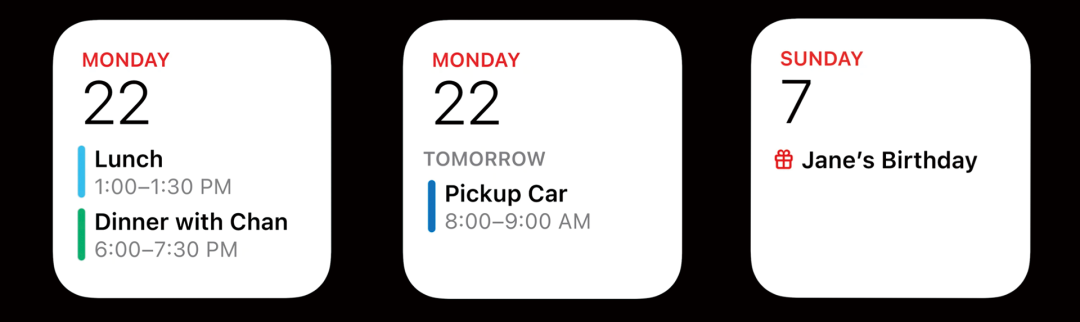 MONDAY
22
Lunch
1:00–1:30 PM
Dinner with Chan
6:00–7:30 PM
MONDAY
22
TOMORROW
Pickup Car
8:00–9:00 AM
SUNDAY
7
Jane’s Birthday